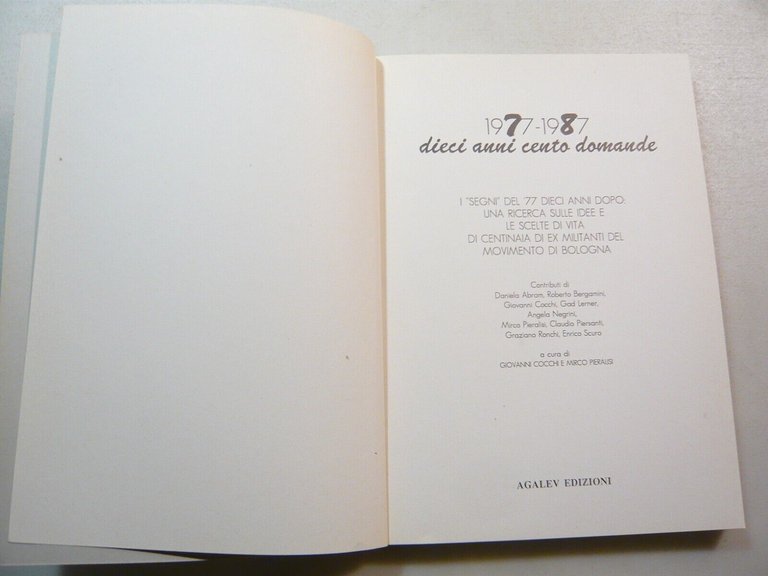 1977-1987
dieci anni cento domande
I "SEGNI" DEL '77 DIECI ANNI DOPO:
UNA RICERCA SULLE IDEE E
LE SCELTE DI VITA
DI CENTINAIA DI EX MILITANTI DEL
MOVIMENTO DI BOLOGNA
Contributi di
Daniela Abram, Roberto Bergamini,
Giovanni Cocchi, Gad Lerner,
Angela Negrini,
Mirco Pieralisi, Claudio Piersanti,
Graziana Ronchi, Enrico Scuro
a cura di
GIOVANNI COCCHI E MIRCO PIERALISI
AGALEV EDIZIONI